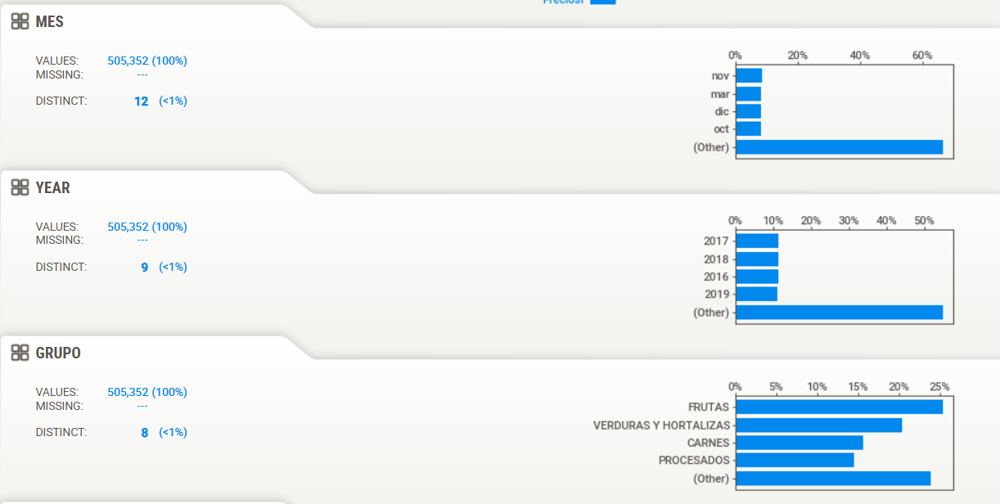 MES
VALUES: 505,352 (100%)
MISSING: ---
DISTINCT: 12 (<1%)
0% 20% 40% 60%
nov
mar
dic
oct
(Other)
YEAR
VALUES: 505,352 (100%)
MISSING: ---
DISTINCT: 9 (<1%)
0% 10% 20% 30% 40% 50%
2017
2018
2016
2019
(Other)
GRUPO
VALUES: 505,352 (100%)
MISSING: ---
DISTINCT: 8 (<1%)
0% 5% 10% 15% 20% 25%
FRUTAS
VERDURAS Y HORTALIZAS
CARNES
PROCESADOS
(Other)